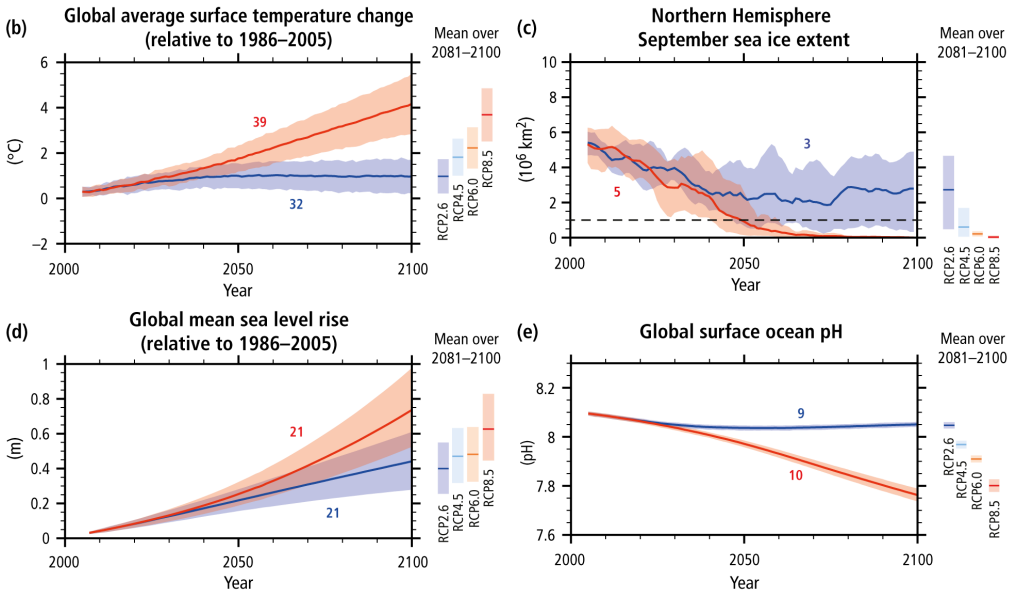 (b)
Global average surface temperature change
(relative to 1986–2005)
Mean over
2081–2100
6
4
2
0
−2
(°C)
39
32
2000
2050
2100
Year
RCP2.6
RCP4.5
RCP6.0
RCP8.5
(c)
Northern Hemisphere
September sea ice extent
Mean over
2081–2100
10
8
6
4
2
0
(10⁶ km²)
3
5
2000
2050
2100
Year
RCP2.6
RCP4.5
RCP6.0
RCP8.5
(d)
Global mean sea level rise
(relative to 1986–2005)
Mean over
2081–2100
1
0.8
0.6
0.4
0.2
0
(m)
21
21
2000
2050
2100
Year
RCP2.6
RCP4.5
RCP6.0
RCP8.5
(e)
Global surface ocean pH
Mean over
2081–2100
8.2
8
7.8
7.6
(pH)
9
10
2000
2050
2100
Year
RCP2.6
RCP4.5
RCP6.0
RCP8.5